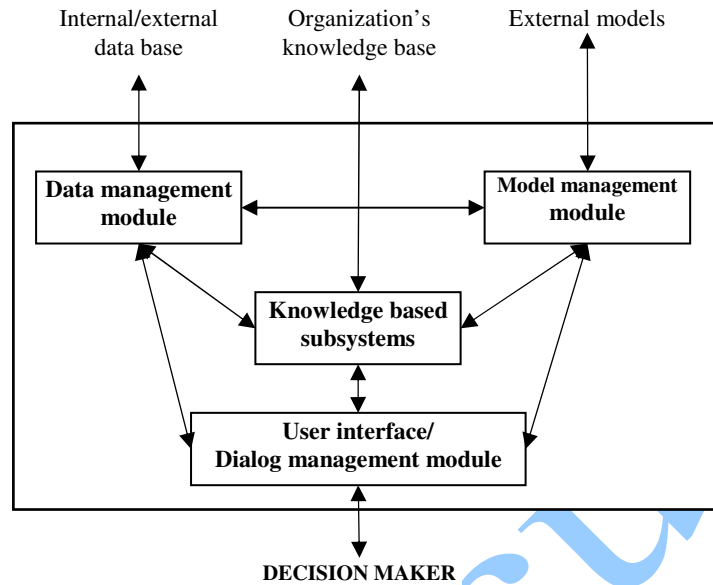 Internal/external
data base
Organization’s
knowledge base
External models
Data management
module
Model management
module
Knowledge based
subsystems
User interface/
Dialog management module
DECISION MAKER